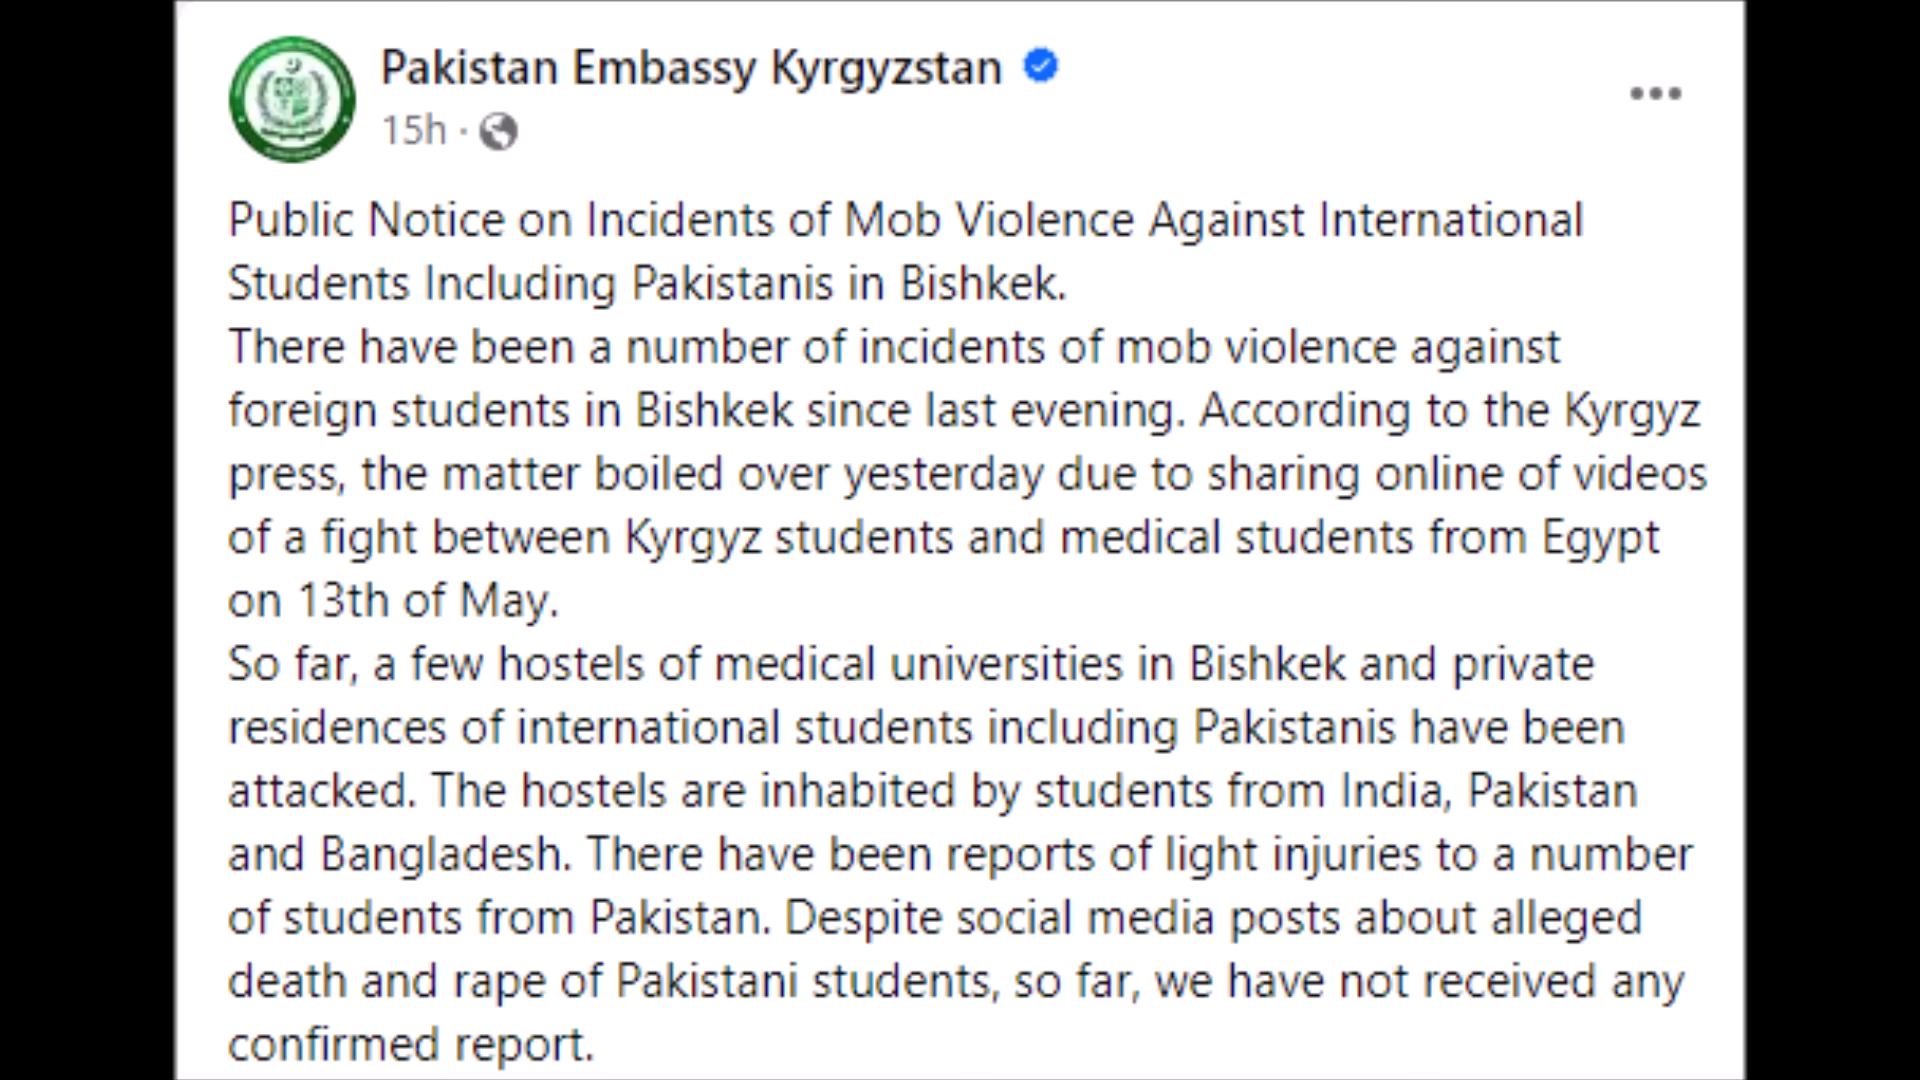 Pakistan Embassy Kyrgyzstan
15h ·
Public Notice on Incidents of Mob Violence Against International
Students Including Pakistanis in Bishkek.
There have been a number of incidents of mob violence against
foreign students in Bishkek since last evening. According to the Kyrgyz
press, the matter boiled over yesterday due to sharing online of videos
of a fight between Kyrgyz students and medical students from Egypt
on 13th of May.
So far, a few hostels of medical universities in Bishkek and private
residences of international students including Pakistanis have been
attacked. The hostels are inhabited by students from India, Pakistan
and Bangladesh. There have been reports of light injuries to a number
of students from Pakistan. Despite social media posts about alleged
death and rape of Pakistani students, so far, we have not received any
confirmed report.